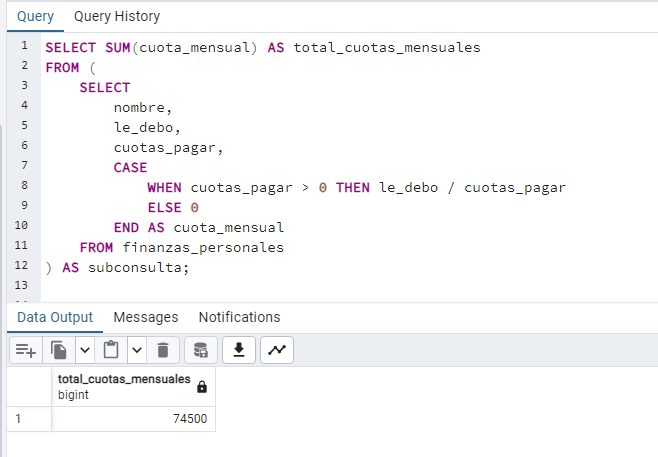 Query Query History
1 SELECT SUM(cuota_mensual) AS total_cuotas_mensuales
2 FROM (
3 SELECT
4 nombre,
5 le_debo,
6 cuotas_pagar,
7 CASE
8 WHEN cuotas_pagar > 0 THEN le_debo / cuotas_pagar
9 ELSE 0
10 END AS cuota_mensual
11 FROM finanzas_personales
12 ) AS subconsulta;
13
Data Output Messages Notifications
total_cuotas_mensuales
bigint
1 74500